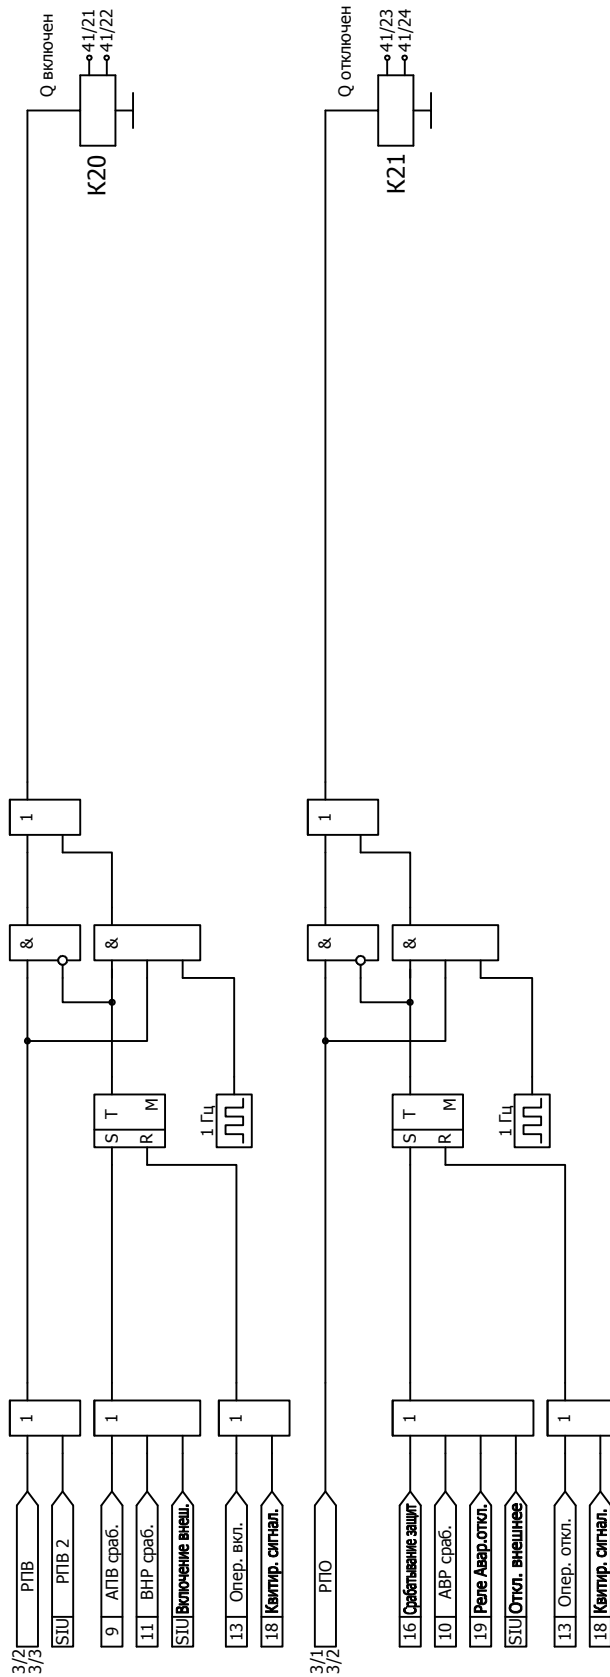 Q включен
41/21
41/22
K20
1
&
&
S T
R M
1 Гц
1
1
1
3/2
3/3
РПВ
SIU РПВ 2
9 АПВ сраб.
11 ВНР сраб.
SIU Включение внеш.
13 Опер. вкл.
18 Квитир. сигнал.
Q отключен
41/23
41/24
K21
1
&
&
S T
R M
1 Гц
1
1
3/1
3/2
РПО
16 Срабатывание защит
10 АВР сраб.
19 Реле Авар.откл.
SIU Откл. внешнее
13 Опер. откл.
18 Квитир. сигнал.